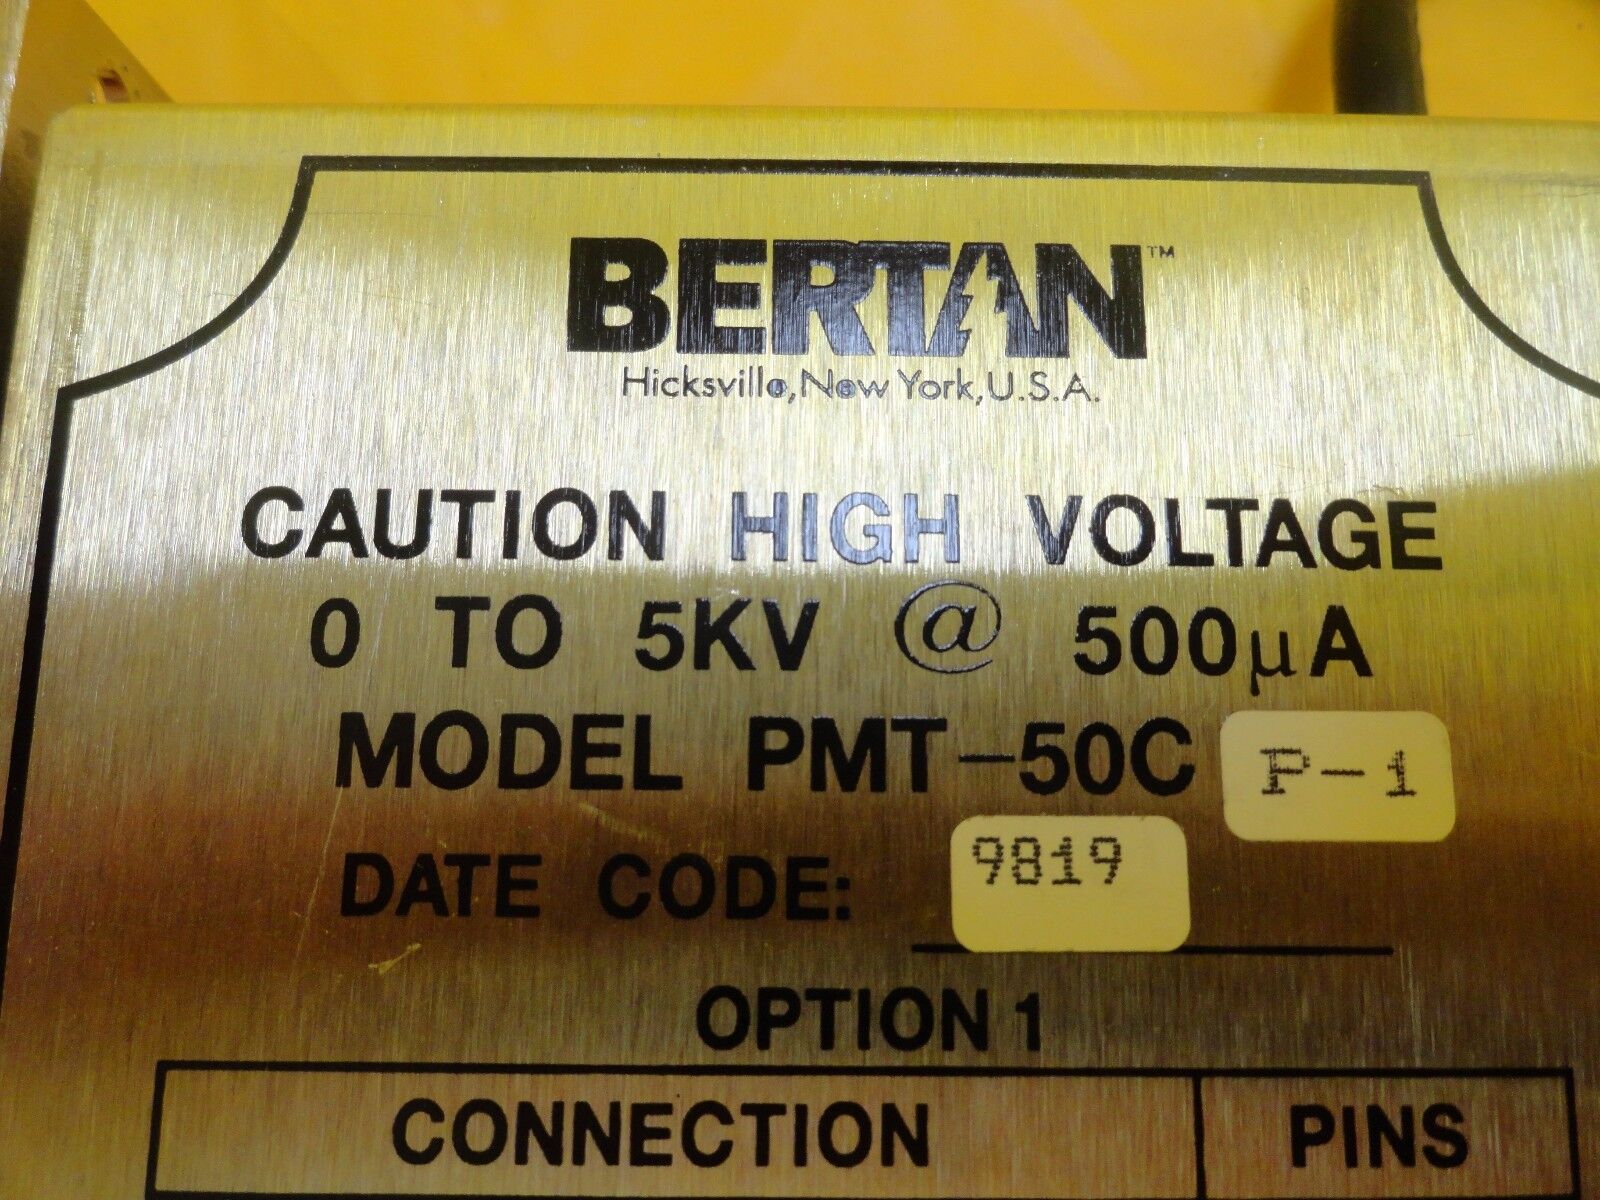 BERTAN™
Hicksville, New York, U.S.A.
CAUTION HIGH VOLTAGE
0 TO 5KV @ 500μA
MODEL PMT-50C P-1
DATE CODE: 9819
OPTION 1
CONNECTION PINS